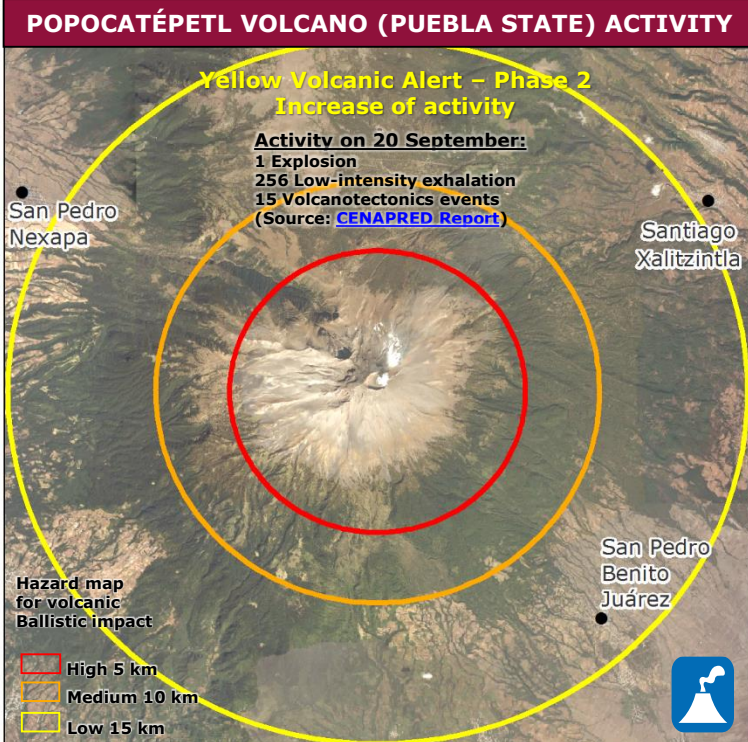 POPOCATÉPETL VOLCANO (PUEBLA STATE) ACTIVITY
Yellow Volcanic Alert – Phase 2
Increase of activity
Activity on 20 September:
1 Explosion
256 Low-intensity exhalation
15 Volcanotectonics events
(Source: CENAPRED Report)
San Pedro
Nexapa
Santiago
Xalitzintla
San Pedro
Benito
Juárez
Hazard map
for volcanic
Ballistic impact
High 5 km
Medium 10 km
Low 15 km